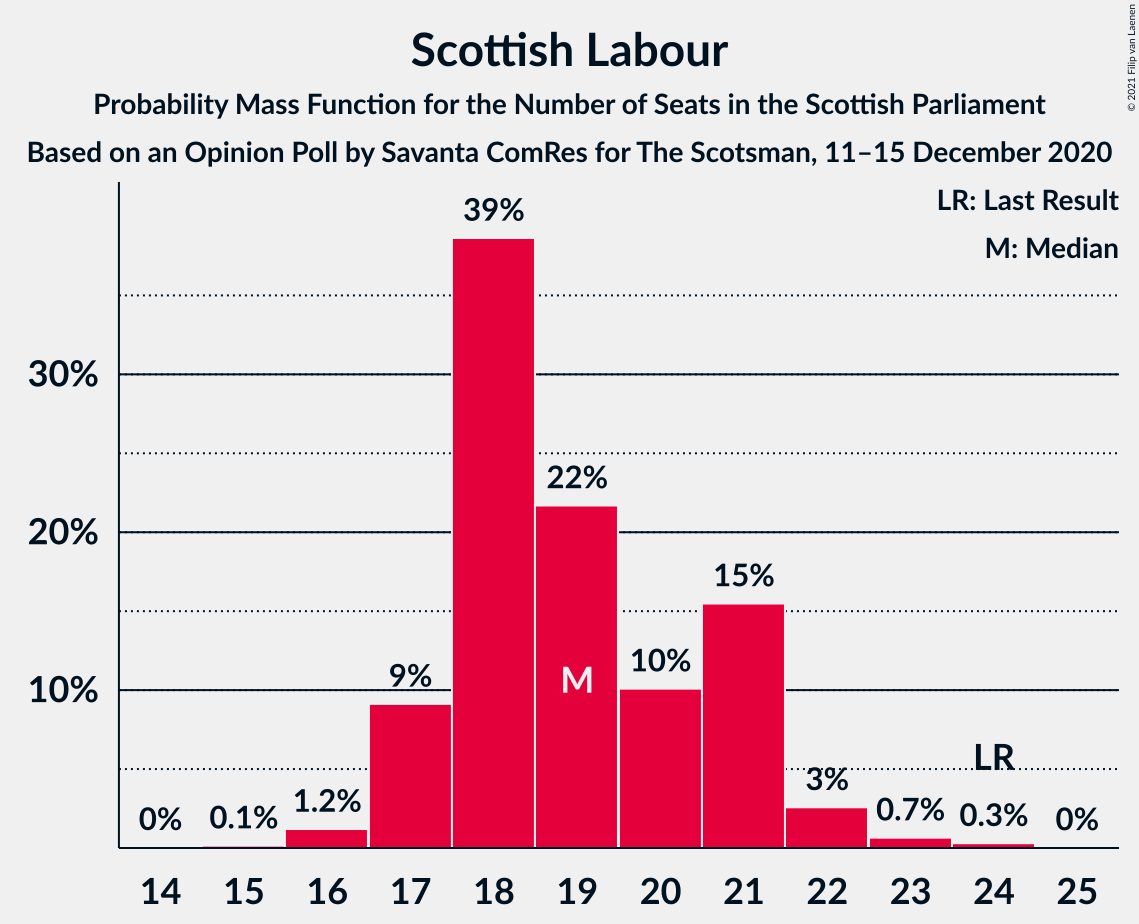 Scottish Labour
Probability Mass Function for the Number of Seats in the Scottish Parliament
Based on an Opinion Poll by Savanta ComRes for The Scotsman, 11–15 December 2020
© 2021 Filip van Laenen
LR: Last Result
M: Median
39%
30%
22%
20%
15%
10%
9%
10%
M
LR
3%
0%
0.1%
1.2%
0.7%
0.3%
0%
14 15 16 17 18 19 20 21 22 23 24 25